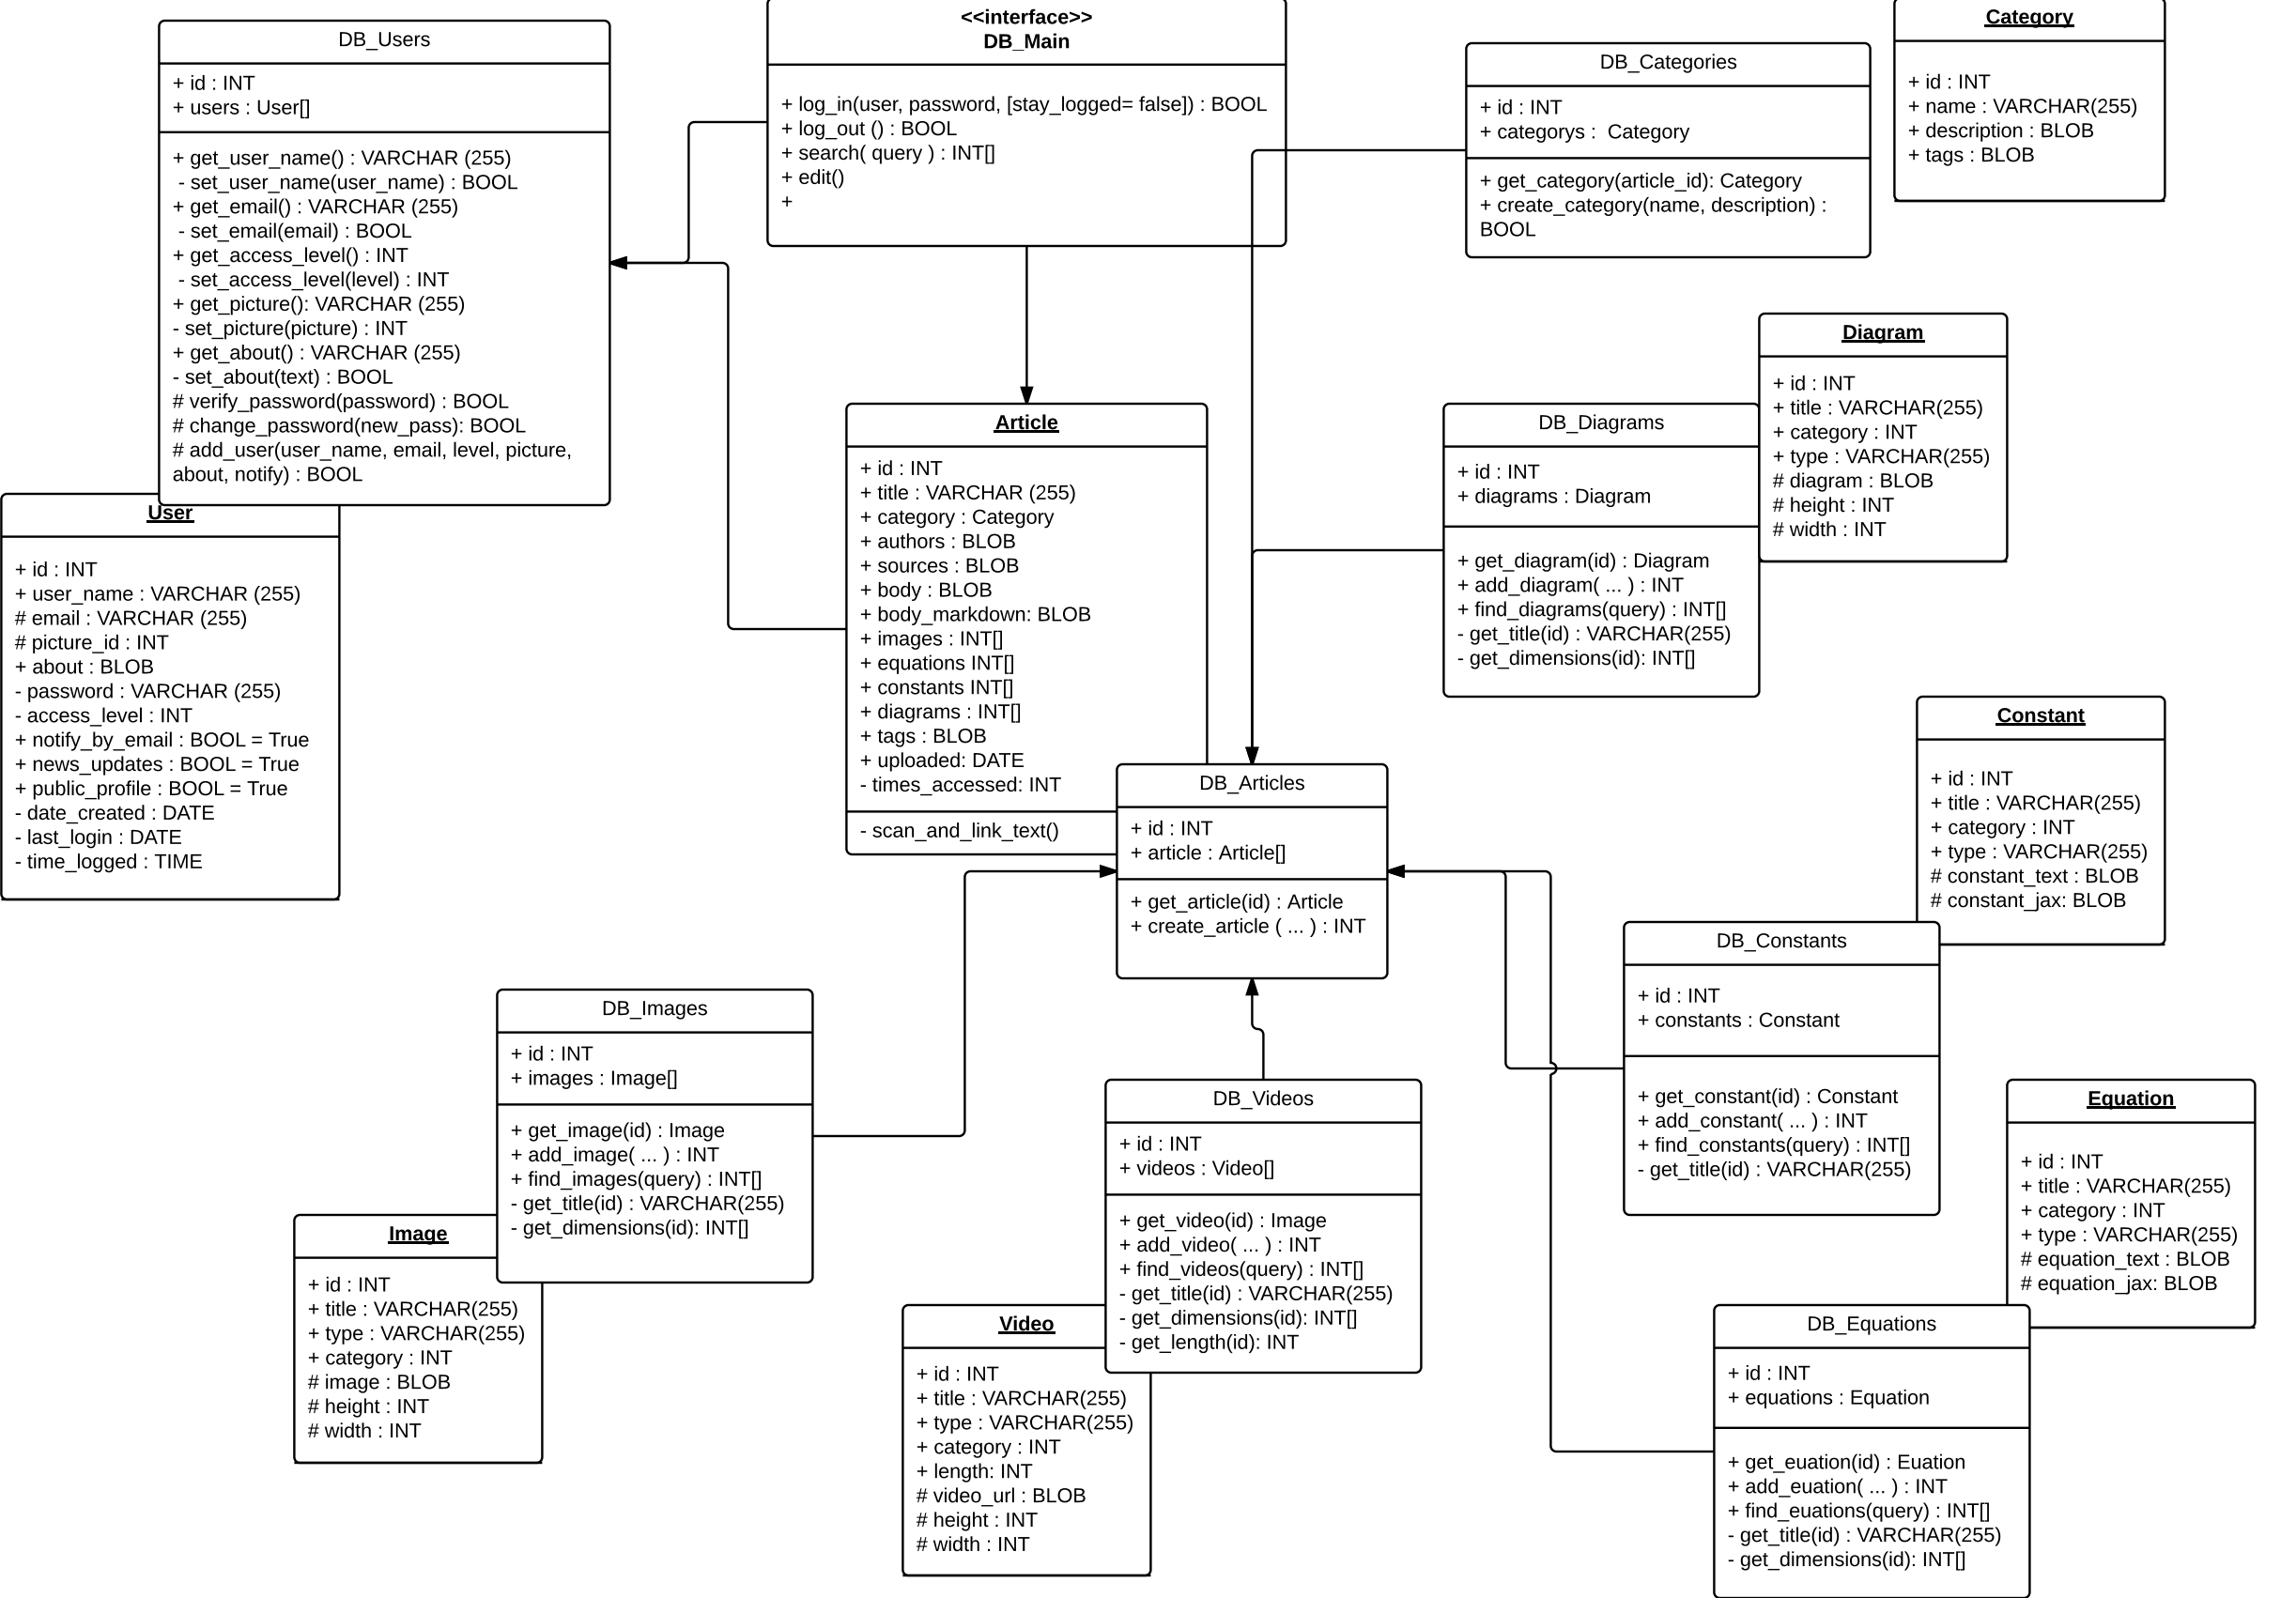 DB_Users
+ id : INT
+ users : User[]
+ get_user_name() : VARCHAR (255)
- set_user_name(user_name) : BOOL
+ get_email() : VARCHAR (255)
- set_email(email) : BOOL
+ get_access_level() : INT
- set_access_level(level) : INT
+ get_picture(): VARCHAR (255)
- set_picture(picture) : INT
+ get_about() : VARCHAR (255)
- set_about(text) : BOOL
# verify_password(password) : BOOL
# change_password(new_pass): BOOL
# add_user(user_name, email, level, picture,
about, notify) : BOOL
User
+ id : INT
+ user_name : VARCHAR (255)
# email : VARCHAR (255)
# picture_id : INT
+ about : BLOB
- password : VARCHAR (255)
- access_level : INT
+ notify_by_email : BOOL = True
+ news_updates : BOOL = True
+ public_profile : BOOL = True
- date_created : DATE
- last_login : DATE
- time_logged : TIME
<<interface>>
DB_Main
+ log_in(user, password, [stay_logged= false]) : BOOL
+ log_out () : BOOL
+ search( query ) : INT[]
+ edit()
+
DB_Categories
+ id : INT
+ categorys :  Category
+ get_category(article_id): Category
+ create_category(name, description) :
BOOL
Category
+ id : INT
+ name : VARCHAR(255)
+ description : BLOB
+ tags : BLOB
Article
+ id : INT
+ title : VARCHAR (255)
+ category : Category
+ authors : BLOB
+ sources : BLOB
+ body : BLOB
+ body_markdown: BLOB
+ images : INT[]
+ equations INT[]
+ constants INT[]
+ diagrams : INT[]
+ tags : BLOB
+ uploaded: DATE
- times_accessed: INT
- scan_and_link_text()
DB_Diagrams
+ id : INT
+ diagrams : Diagram
+ get_diagram(id) : Diagram
+ add_diagram( ... ) : INT
+ find_diagrams(query) : INT[]
- get_title(id) : VARCHAR(255)
- get_dimensions(id): INT[]
Diagram
+ id : INT
+ title : VARCHAR(255)
+ category : INT
+ type : VARCHAR(255)
# diagram : BLOB
# height : INT
# width : INT
DB_Articles
+ id : INT
+ article : Article[]
+ get_article(id) : Article
+ create_article ( ... ) : INT
Constant
+ id : INT
+ title : VARCHAR(255)
+ category : INT
+ type : VARCHAR(255)
# constant_text : BLOB
# constant_jax: BLOB
DB_Constants
+ id : INT
+ constants : Constant
+ get_constant(id) : Constant
+ add_constant( ... ) : INT
+ find_constants(query) : INT[]
- get_title(id) : VARCHAR(255)
DB_Images
+ id : INT
+ images : Image[]
+ get_image(id) : Image
+ add_image( ... ) : INT
+ find_images(query) : INT[]
- get_title(id) : VARCHAR(255)
- get_dimensions(id): INT[]
Image
+ id : INT
+ title : VARCHAR(255)
+ type : VARCHAR(255)
+ category : INT
# image : BLOB
# height : INT
# width : INT
DB_Videos
+ id : INT
+ videos : Video[]
+ get_video(id) : Image
+ add_video( ... ) : INT
+ find_videos(query) : INT[]
- get_title(id) : VARCHAR(255)
- get_dimensions(id): INT[]
- get_length(id): INT
Video
+ id : INT
+ title : VARCHAR(255)
+ type : VARCHAR(255)
+ category : INT
+ length: INT
# video_url : BLOB
# height : INT
# width : INT
Equation
+ id : INT
+ title : VARCHAR(255)
+ category : INT
+ type : VARCHAR(255)
# equation_text : BLOB
# equation_jax: BLOB
DB_Equations
+ id : INT
+ equations : Equation
+ get_euation(id) : Euation
+ add_euation( ... ) : INT
+ find_euations(query) : INT[]
- get_title(id) : VARCHAR(255)
- get_dimensions(id): INT[]